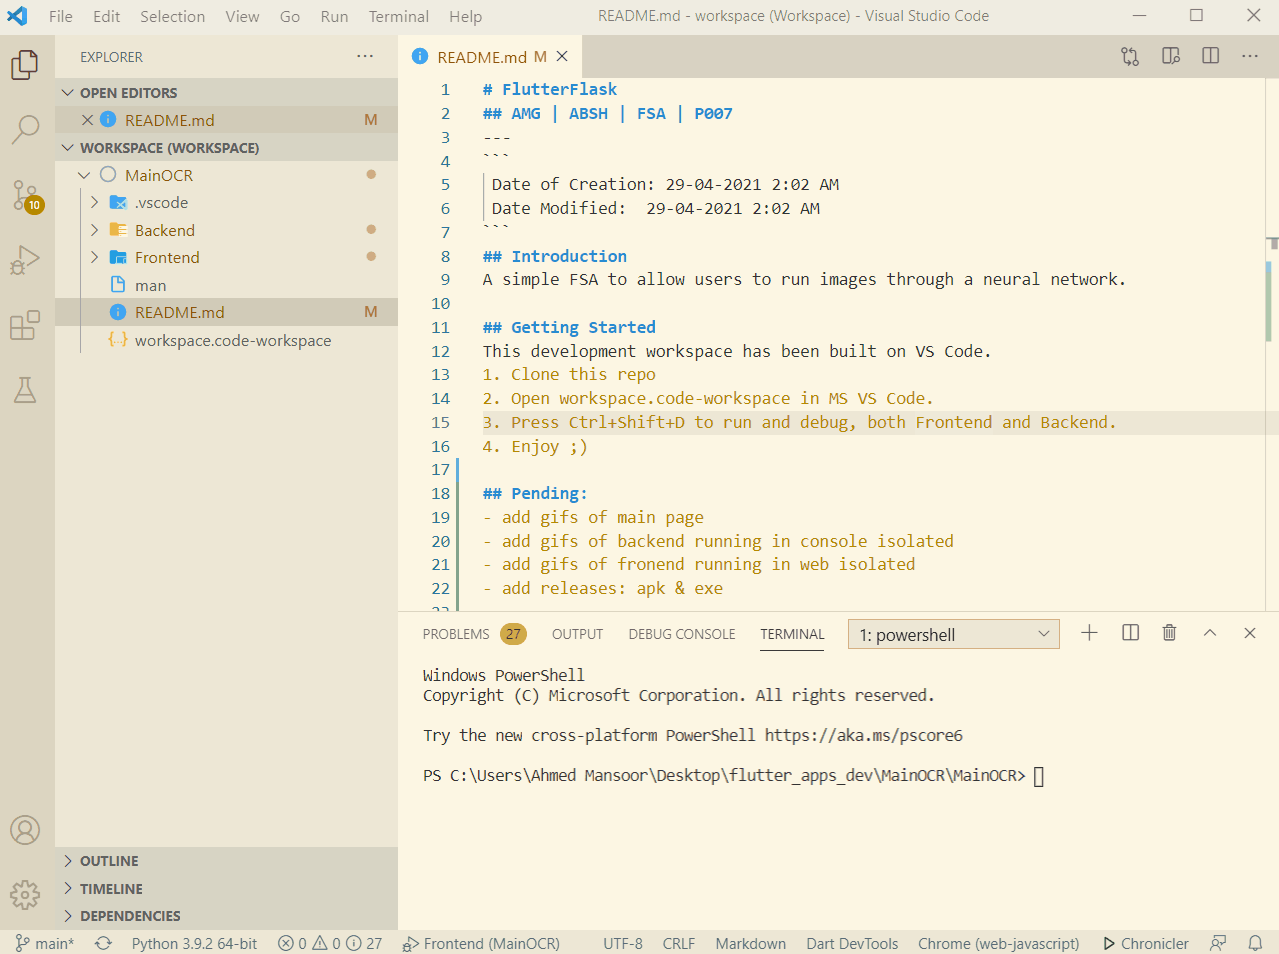 File Edit Selection View Go Run Terminal Help README.md - workspace (Workspace) - Visual Studio Code
EXPLORER ···
OPEN EDITORS
README.md M
WORKSPACE (WORKSPACE)
MainOCR
.vscode
Backend
Frontend
man
README.md M
workspace.code-workspace
10
OUTLINE
TIMELINE
DEPENDENCIES
README.md M
1 # FlutterFlask
2 ## AMG | ABSH | FSA | P007
3 ---
4 ```
5 Date of Creation: 29-04-2021 2:02 AM
6 Date Modified:  29-04-2021 2:02 AM
7 ```
8 ## Introduction
9 A simple FSA to allow users to run images through a neural network.
10
11 ## Getting Started
12 This development workspace has been built on VS Code.
13 1. Clone this repo
14 2. Open workspace.code-workspace in MS VS Code.
15 3. Press Ctrl+Shift+D to run and debug, both Frontend and Backend.
16 4. Enjoy ;)
17
18 ## Pending:
19 - add gifs of main page
20 - add gifs of backend running in console isolated
21 - add gifs of fronend running in web isolated
22 - add releases: apk & exe
23
PROBLEMS 27 OUTPUT DEBUG CONSOLE TERMINAL 1: powershell
Windows PowerShell
Copyright (C) Microsoft Corporation. All rights reserved.
Try the new cross-platform PowerShell https://aka.ms/pscore6
PS C:\Users\Ahmed Mansoor\Desktop\flutter_apps_dev\MainOCR\MainOCR>
main* Python 3.9.2 64-bit 0 0 27 Frontend (MainOCR) UTF-8 CRLF Markdown Dart DevTools Chrome (web-javascript) Chronicler